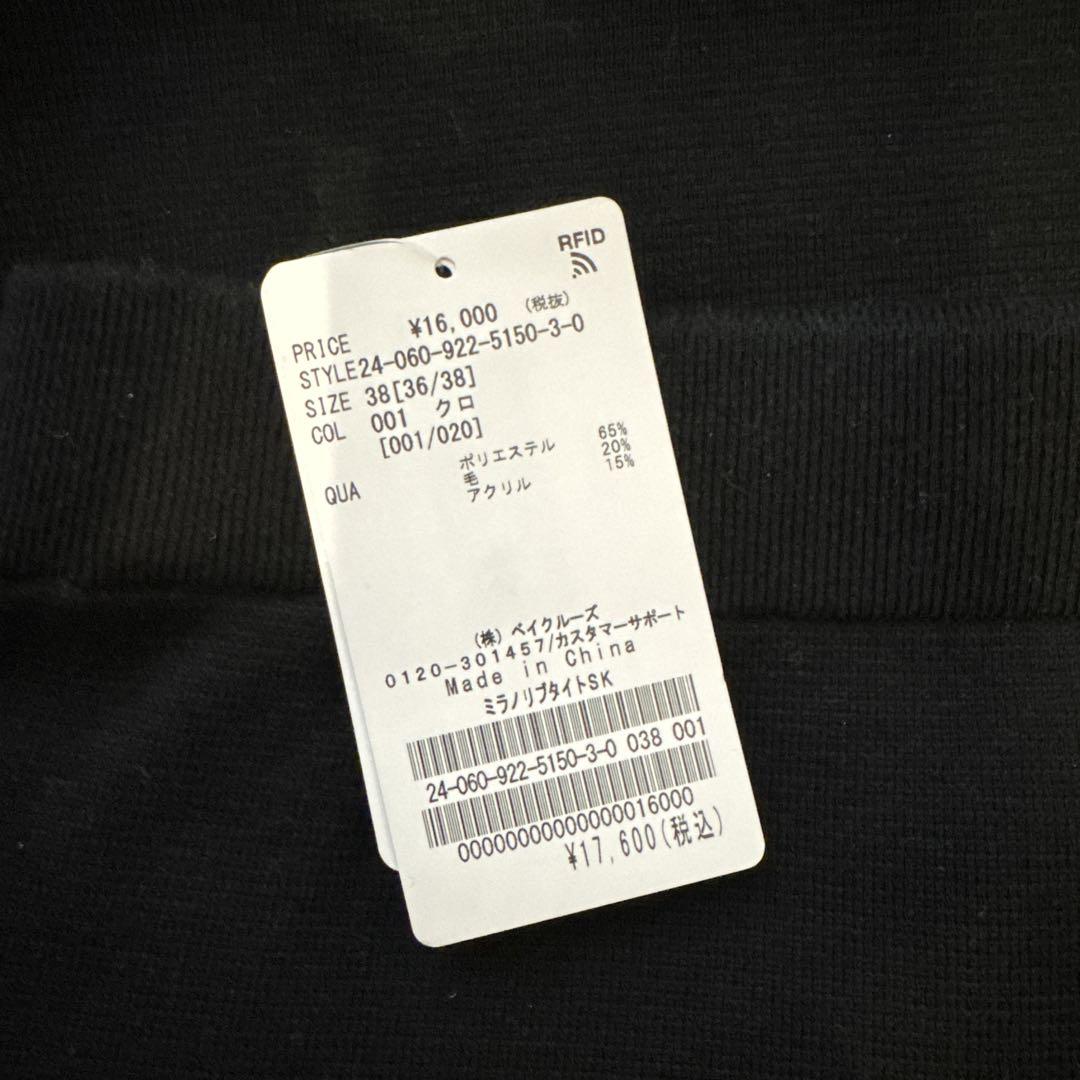 RFID
PRICE ¥16,000 (税抜)
STYLE24-060-922-5150-3-0
SIZE 38[36/38]
COL 001 クロ
[001/020]
QUA ポリエステル 65%
毛 20%
アクリル 15%
(株) ベイクルーズ
0120-301457/カスタマーサポート
Made in China
ミラノリブタイトSK
24-060-922-5150-3-0 038 001
00000000000000016000
¥17,600(税込)